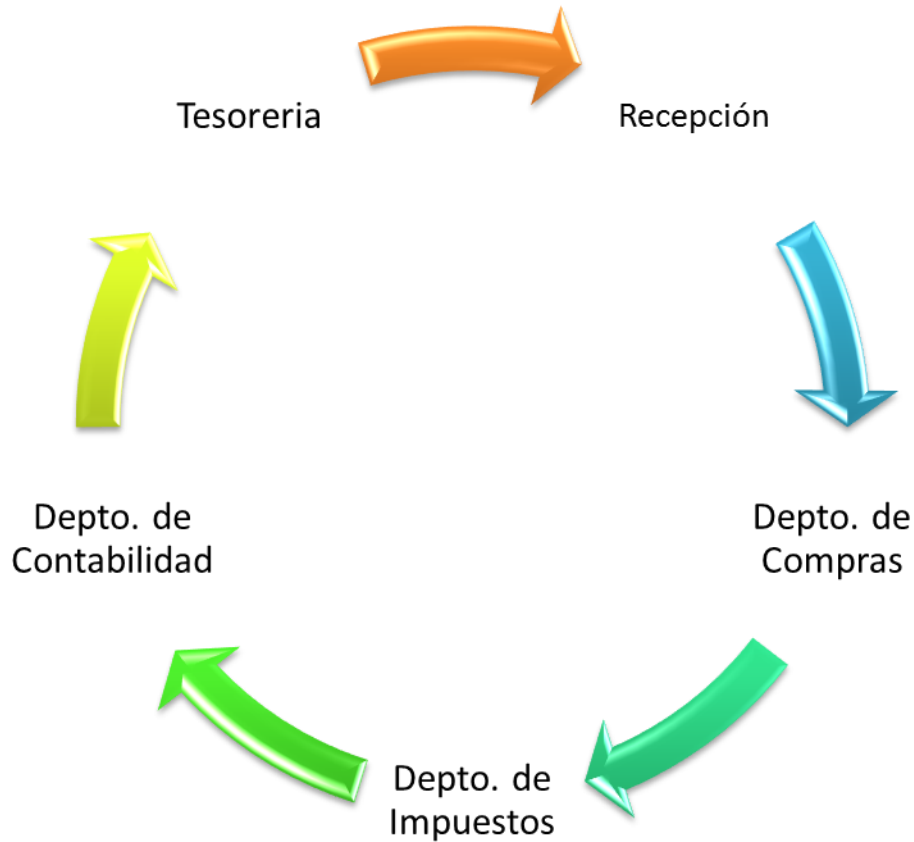 Tesoreria
Recepción
Depto. de
Contabilidad
Depto. de
Compras
Depto. de
Impuestos